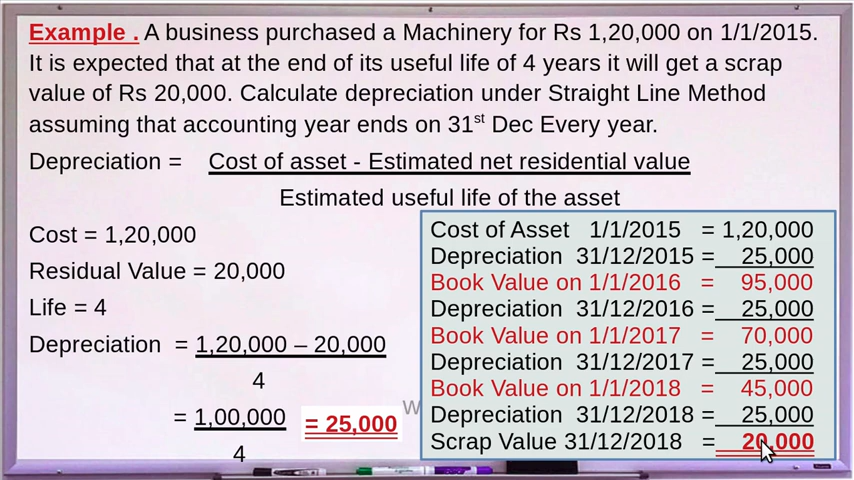 Example . A business purchased a Machinery for Rs 1,20,000 on 1/1/2015.
It is expected that at the end of its useful life of 4 years it will get a scrap
value of Rs 20,000. Calculate depreciation under Straight Line Method
assuming that accounting year ends on 31st Dec Every year.
Depreciation = Cost of asset - Estimated net residential value
Estimated useful life of the asset
Cost = 1,20,000
Residual Value = 20,000
Life = 4
Depreciation = 1,20,000 – 20,000
4
= 1,00,000 = 25,000
4
Cost of Asset 1/1/2015 = 1,20,000
Depreciation 31/12/2015 = 25,000
Book Value on 1/1/2016 = 95,000
Depreciation 31/12/2016 = 25,000
Book Value on 1/1/2017 = 70,000
Depreciation 31/12/2017 = 25,000
Book Value on 1/1/2018 = 45,000
Depreciation 31/12/2018 = 25,000
Scrap Value 31/12/2018 = 20,000